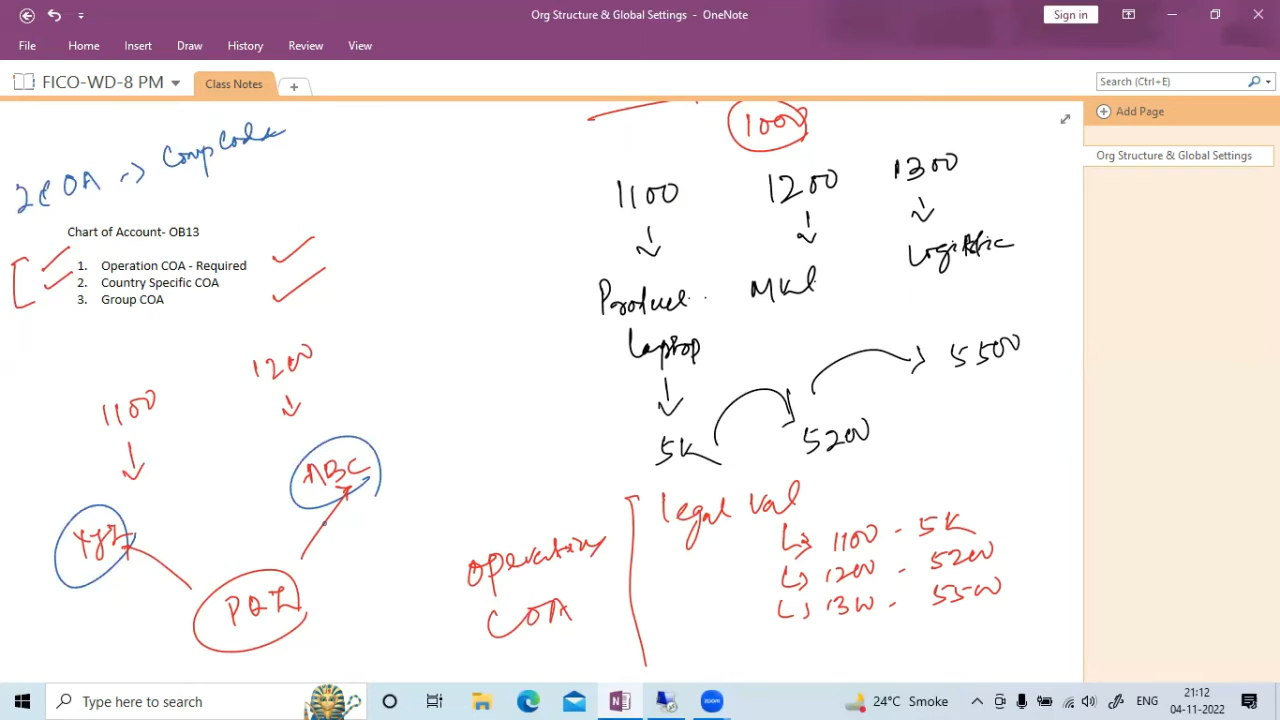 Org Structure & Global Settings - OneNote
Sign in
File Home Insert Draw History Review View
FICO-WD-8 PM
Class Notes
+
Search (Ctrl+E)
Add Page
Org Structure & Global Settings
2COA -> Comp Code
Chart of Account- OB13
1. Operation COA - Required
2. Country Specific COA
3. Group COA
1100 1200
XYZ ABC
PQZ
1000
1100 1200 1300
Product Mkt Logistic
laptop
5K 5200 5500
Operations
COA
legal Val
1100 - 5K
1200 - 5200
1300 - 5500
Type here to search
24°C Smoke
ENG
21:12
04-11-2022
zoom